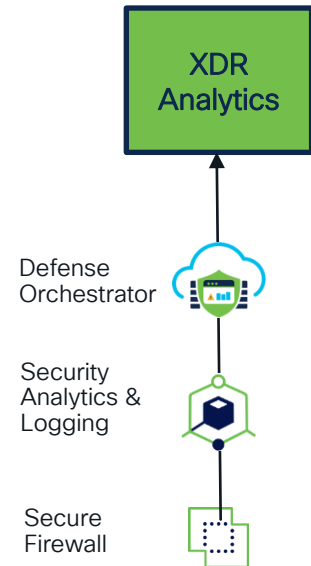 XDR
Analytics
Defense
Orchestrator
Security
Analytics &
Logging
Secure
Firewall